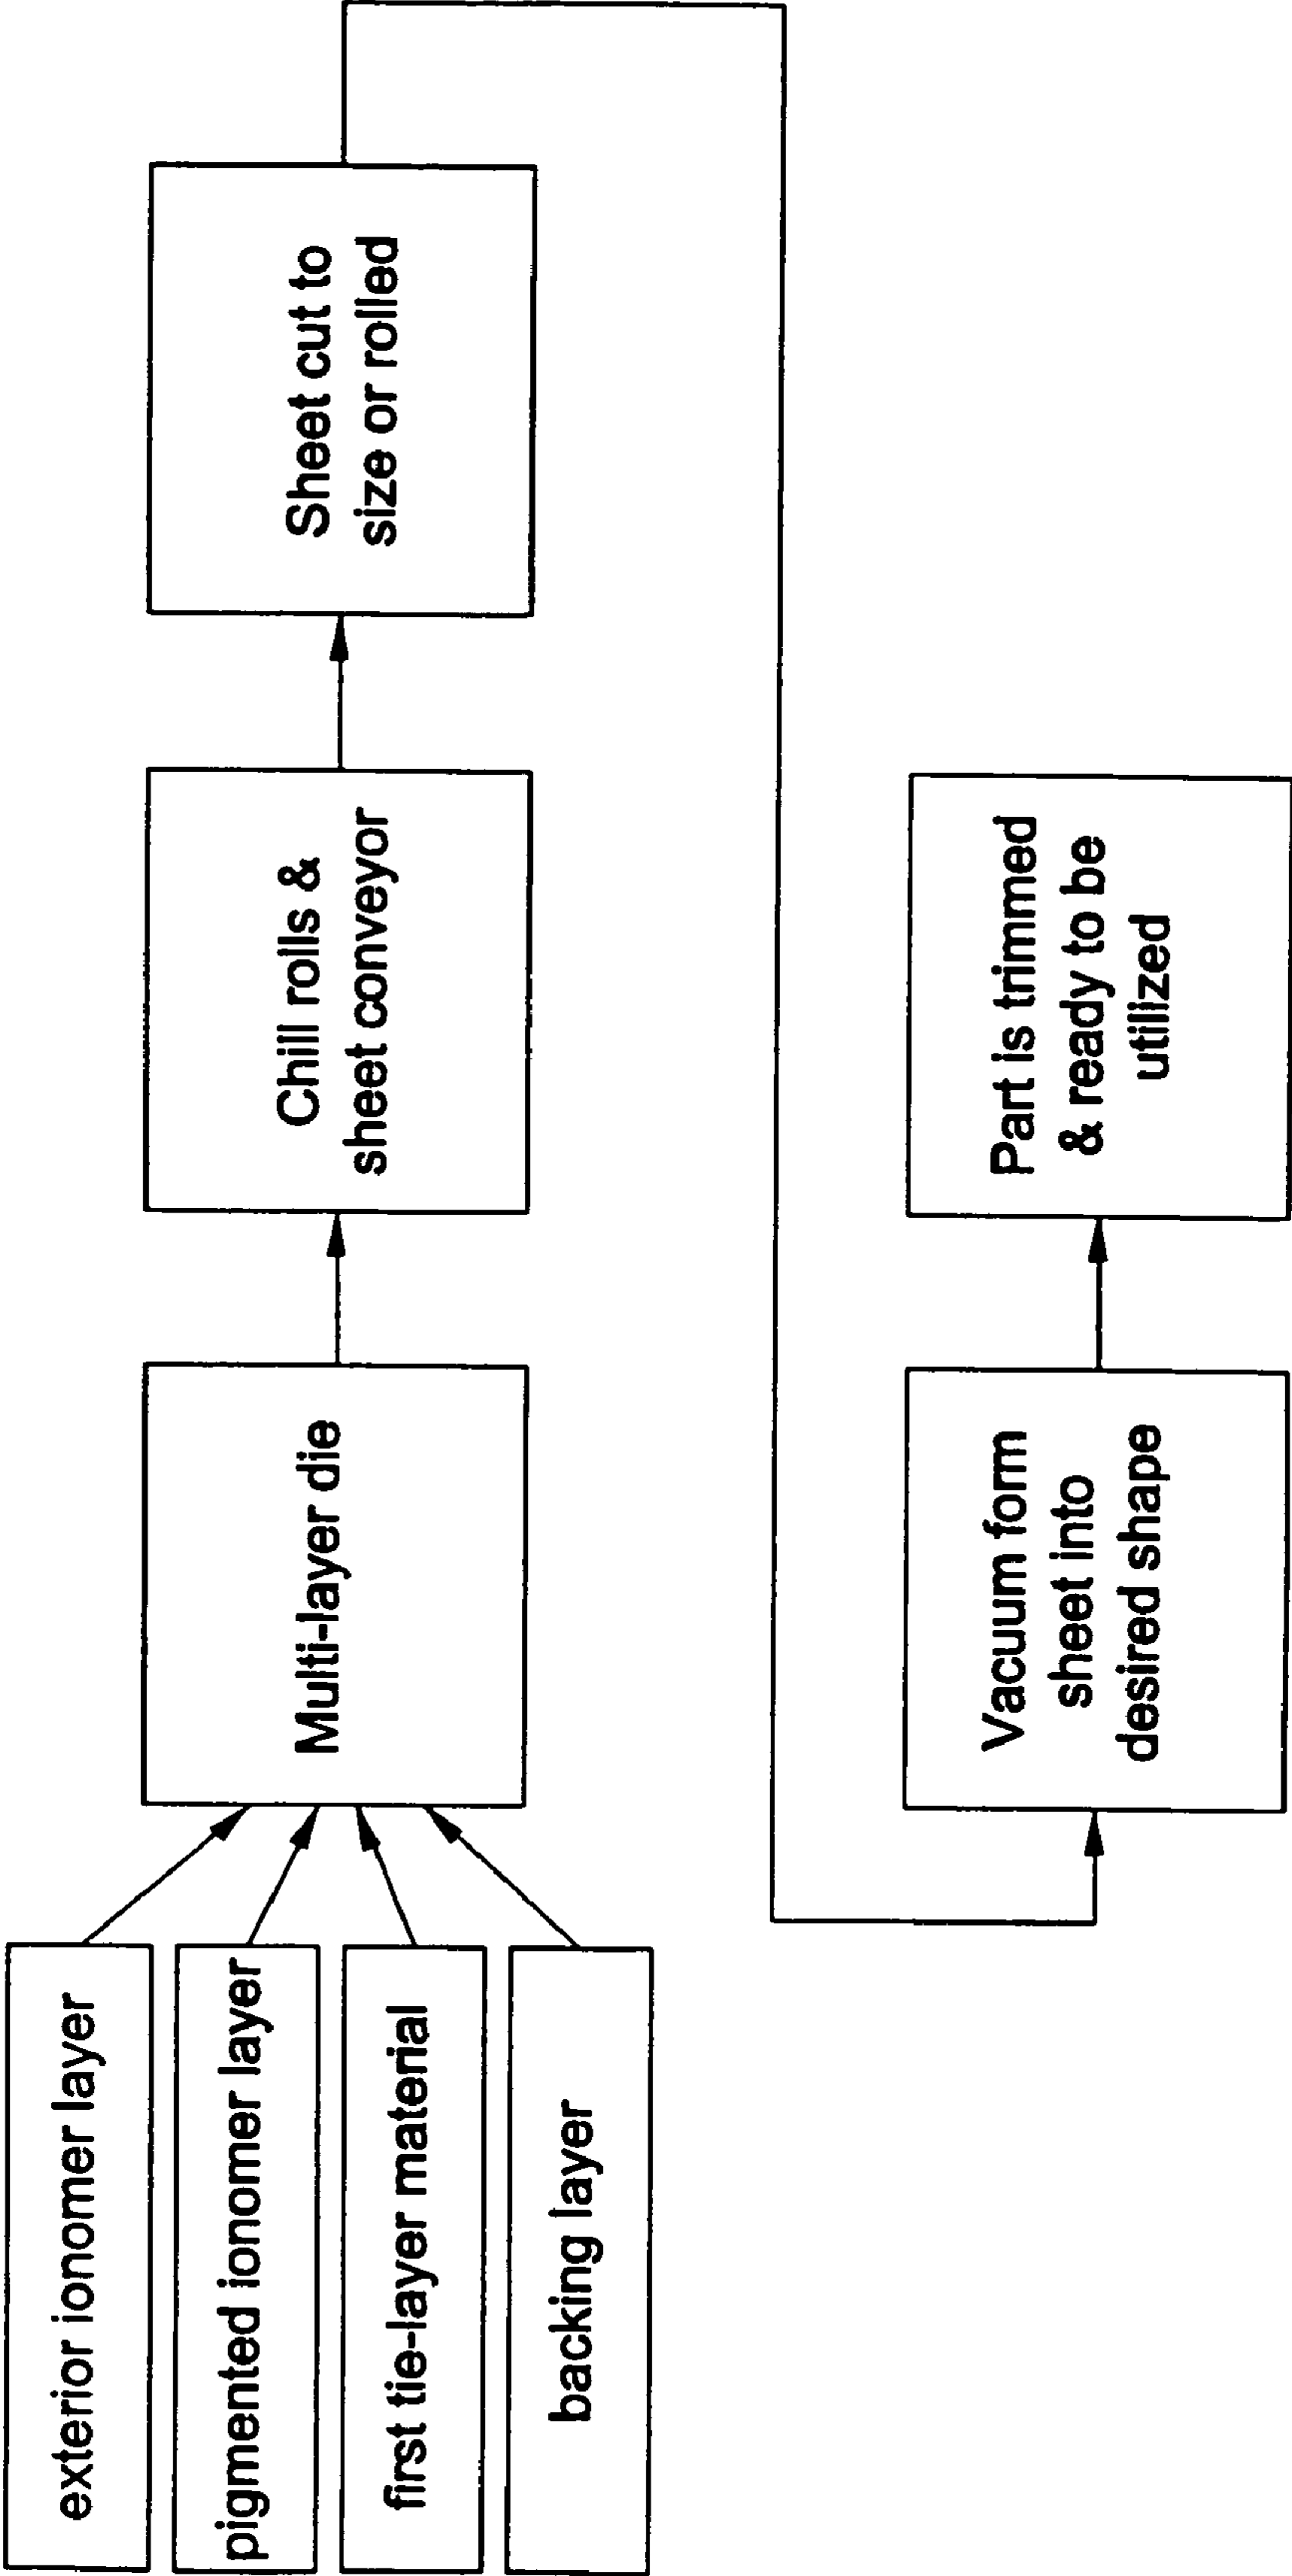 exterior ionomer layer
pigmented ionomer layer
first tie-layer material
backing layer
Multi-layer die
Chill rolls &
sheet conveyor
Sheet cut to
size or rolled
Vacuum form
sheet into
desired shape
Part is trimmed
& ready to be
utilized